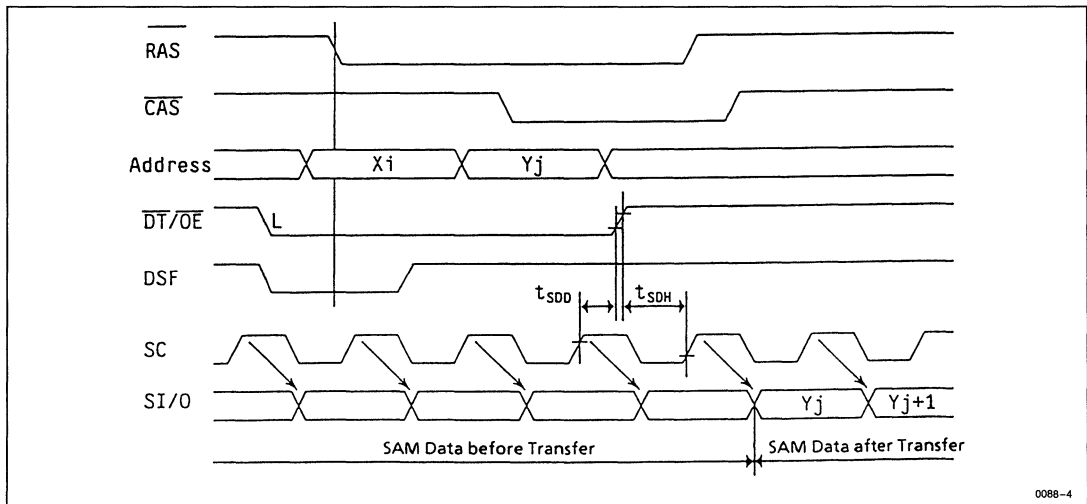 RAS
CAS
Address
Xi
Yj
DT/OE
L
DSF
tSDD
tSDH
SC
SI/O
Yj
Yj+1
SAM Data before Transfer
SAM Data after Transfer
0088-4